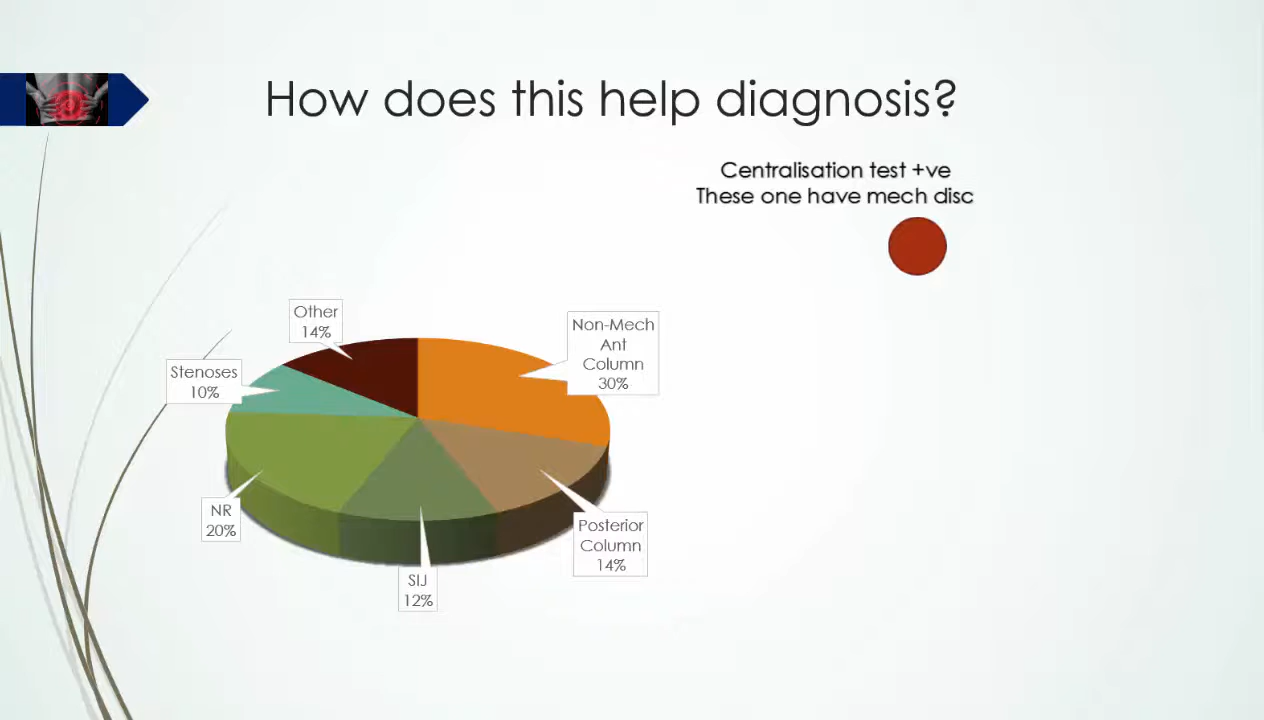 How does this help diagnosis?
Centralisation test +ve
These one have mech disc
Other
14%
Non-Mech
Ant
Column
30%
Stenoses
10%
NR
20%
Posterior
Column
14%
SIJ
12%